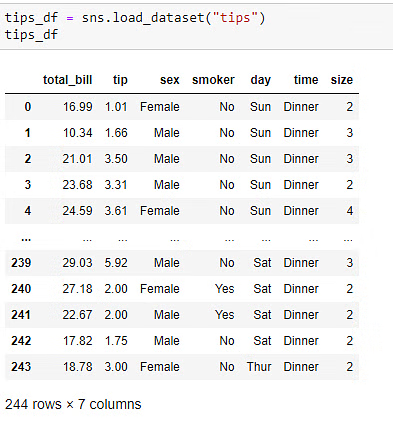 tips_df = sns.load_dataset("tips")
tips_df
total_bill tip sex smoker day time size
0 16.99 1.01 Female No Sun Dinner 2
1 10.34 1.66 Male No Sun Dinner 3
2 21.01 3.50 Male No Sun Dinner 3
3 23.68 3.31 Male No Sun Dinner 2
4 24.59 3.61 Female No Sun Dinner 4
... ... ... ... ... ... ... ...
239 29.03 5.92 Male No Sat Dinner 3
240 27.18 2.00 Female Yes Sat Dinner 2
241 22.67 2.00 Male Yes Sat Dinner 2
242 17.82 1.75 Male No Sat Dinner 2
243 18.78 3.00 Female No Thur Dinner 2
244 rows × 7 columns